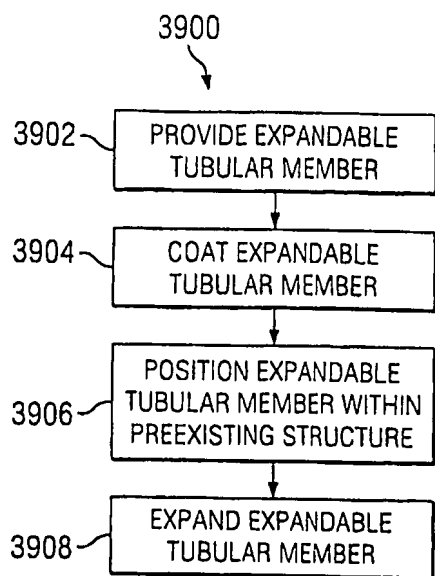 3900
3902
PROVIDE EXPANDABLE
TUBULAR MEMBER
3904
COAT EXPANDABLE
TUBULAR MEMBER
3906
POSITION EXPANDABLE
TUBULAR MEMBER WITHIN
PREEXISTING STRUCTURE
3908
EXPAND EXPANDABLE
TUBULAR MEMBER